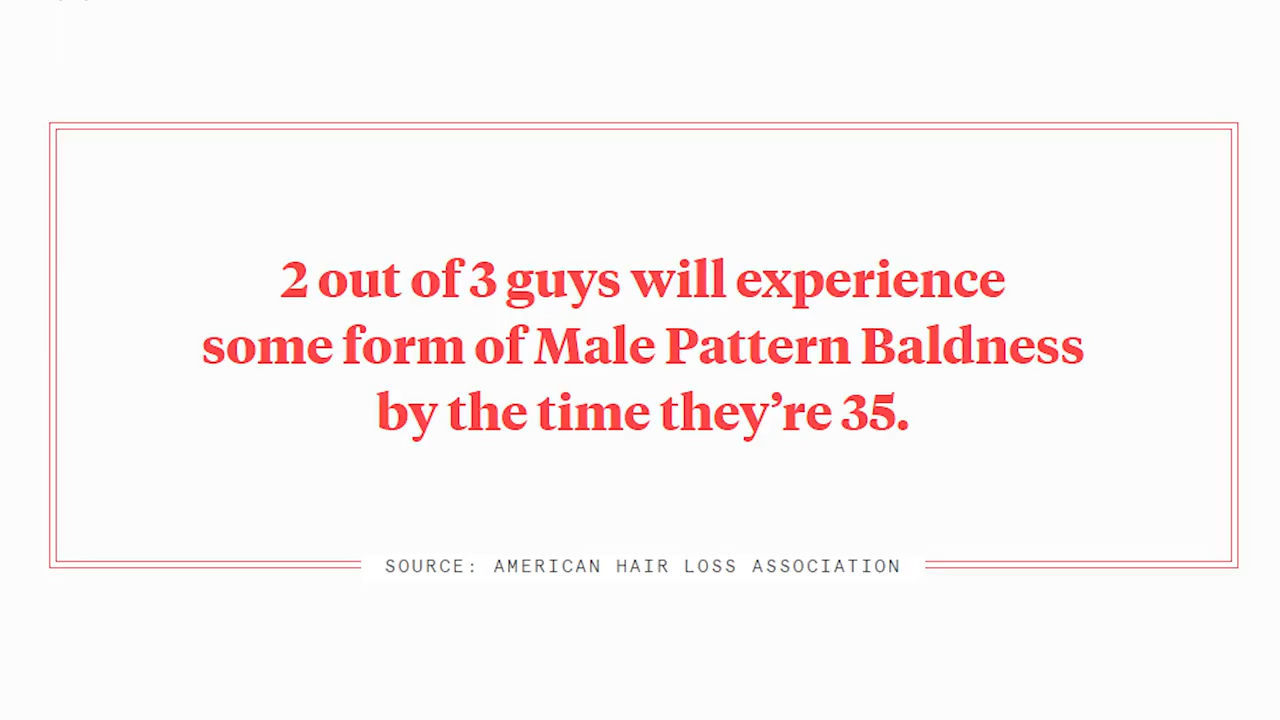 2 out of 3 guys will experience
some form of Male Pattern Baldness
by the time they’re 35.
SOURCE: AMERICAN HAIR LOSS ASSOCIATION